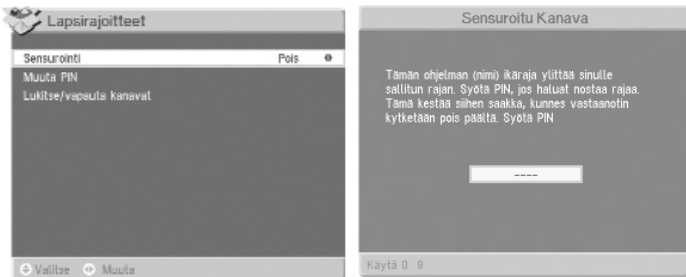 Lapsirajoitteet
Sensurointi Pois
Muuta PIN
Lukitse/vapauta kanavat
Valitse Muuta
Sensuroitu Kanava
Tämän ohjelman (nimi) ikäraja ylittää sinulle
sallitun rajan. Syötä PIN, jos haluat nostaa rajaa.
Tämä kestää siihen saakka, kunnes vastaanotin
kytketään pois päältä. Syötä PIN
----
Käytä 0 9